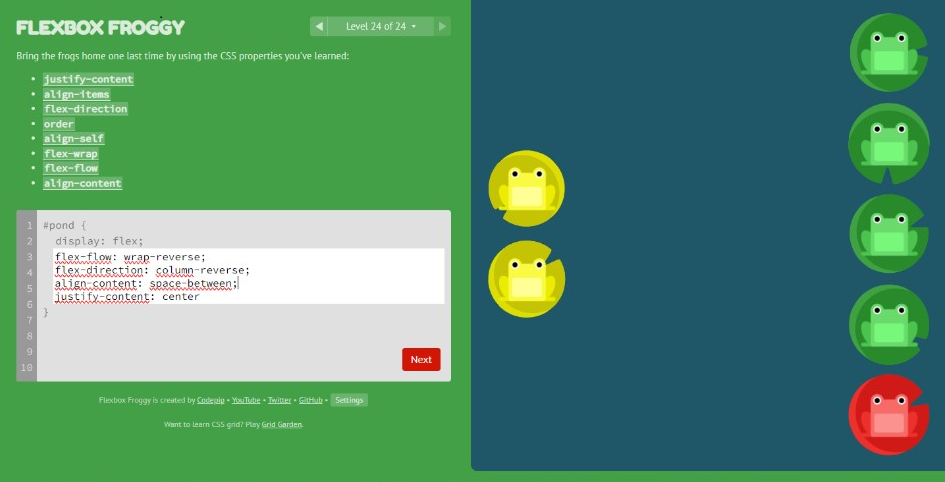 FLEXBOX FROGGY
◀ Level 24 of 24 ▾ ▶
Bring the frogs home one last time by using the CSS properties you've learned:
• justify-content
• align-items
• flex-direction
• order
• align-self
• flex-wrap
• flex-flow
• align-content
1 #pond {
2 display: flex;
3 flex-flow: wrap-reverse;
4 flex-direction: column-reverse;
5 align-content: space-between;
6 justify-content: center
7 }
8
9
10
Next
Flexbox Froggy is created by Codepip • YouTube • Twitter • GitHub • Settings
Want to learn CSS grid? Play Grid Garden.